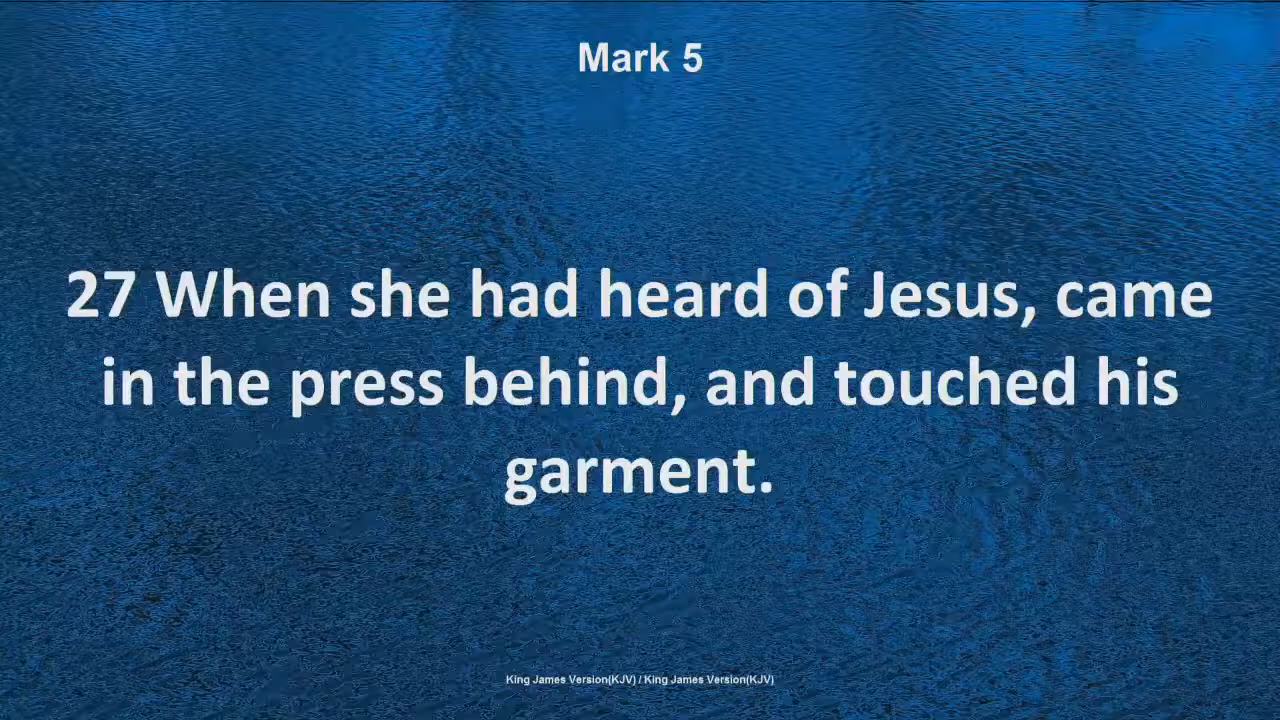 Mark 5
27 When she had heard of Jesus, came
in the press behind, and touched his
garment.
King James Version(KJV) / King James Version(KJV)